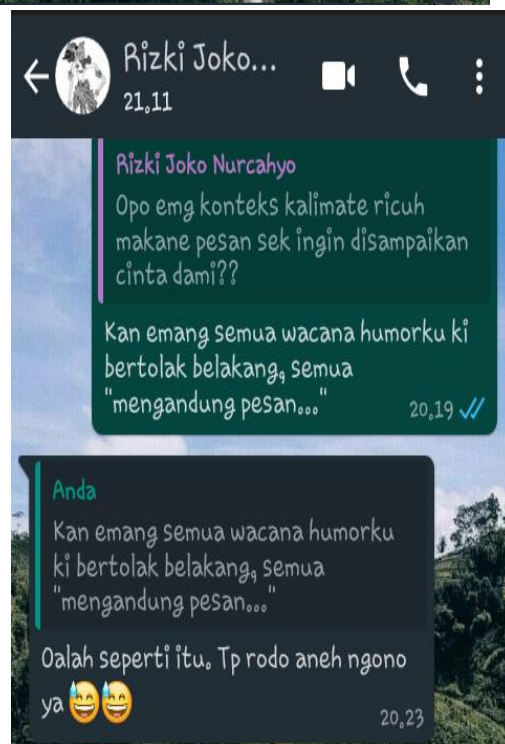 Rizki Joko...
21.11
Rizki Joko Nurcahyo
Opo emg konteks kalimate ricuh
makane pesan sek ingin disampaikan
cinta dami??
Kan emang semua wacana humorku ki
bertolak belakang, semua
"mengandung pesan..."
20.19
Anda
Kan emang semua wacana humorku
ki bertolak belakang, semua
"mengandung pesan..."
Oalah seperti itu. Tp rodo aneh ngono
ya 😅😅
20.23